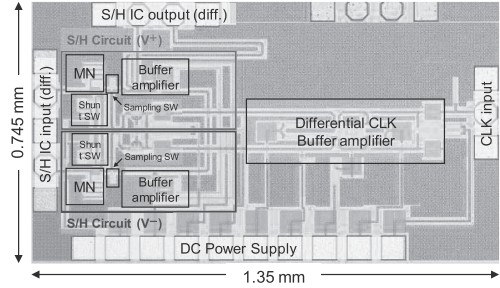 S/H IC output (diff.)
S/H Circuit (V+)
MN
Buffer
amplifier
Shun
t SW
Sampling SW
S/H IC input (diff.)
0.745 mm
Differential CLK
Buffer amplifier
CLK input
Shun
t SW
Sampling SW
MN
Buffer
amplifier
S/H Circuit (V−)
DC Power Supply
1.35 mm